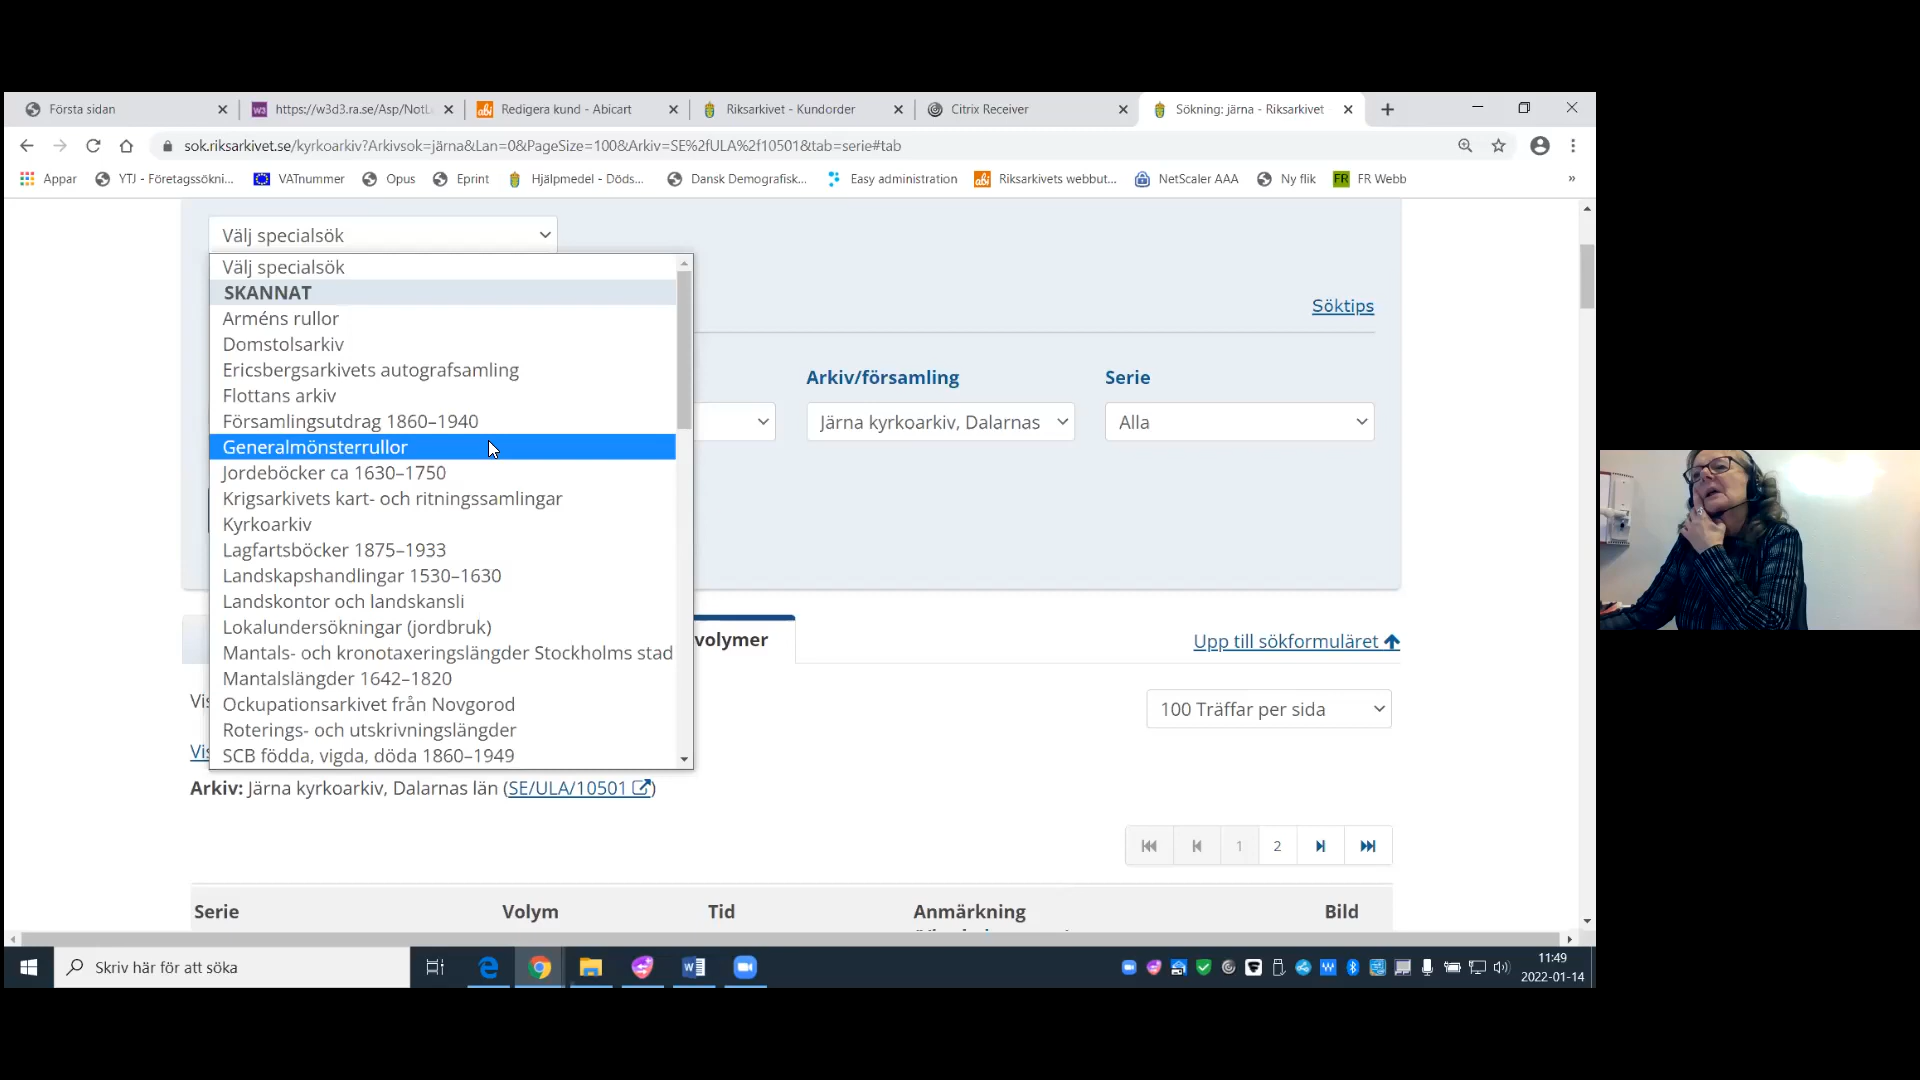 Första sidan
https://w3d3.ra.se/Asp/NotL
Redigera kund - Abicart
Riksarkivet - Kundorder
Citrix Receiver
Sökning: järna - Riksarkivet
sok.riksarkivet.se/kyrkoarkiv?Arkivsok=järna&Lan=0&PageSize=100&Arkiv=SE%2fULA%2f10501&tab=serie#tab
Appar
YTJ - Företagssökni...
VATnummer
Opus
Eprint
Hjälpmedel - Döds...
Dansk Demografisk...
Easy administration
Riksarkivets webbut...
NetScaler AAA
Ny flik
FR Webb
»
Välj specialsök
Välj specialsök
SKANNAT
Arméns rullor
Domstolsarkiv
Ericsbergsarkivets autografsamling
Flottans arkiv
Församlingsutdrag 1860–1940
Generalmönsterrullor
Jordeböcker ca 1630–1750
Krigsarkivets kart- och ritningssamlingar
Kyrkoarkiv
Lagfartsböcker 1875–1933
Landskapshandlingar 1530–1630
Landskontor och landskansli
Lokalundersökningar (jordbruk)
Mantals- och kronotaxeringslängder Stockholms stad
Mantalslängder 1642–1820
Ockupationsarkivet från Novgorod
Roterings- och utskrivningslängder
SCB födda, vigda, döda 1860–1949
Söktips
Arkiv/församling
Serie
Järna kyrkoarkiv, Dalarnas
Alla
volymer
Upp till sökformuläret
Vis
100 Träffar per sida
Vis
Arkiv: Järna kyrkoarkiv, Dalarnas län (SE/ULA/10501)
1
2
Serie
Volym
Tid
Anmärkning
Bild
Skriv här för att söka
11:49
2022-01-14